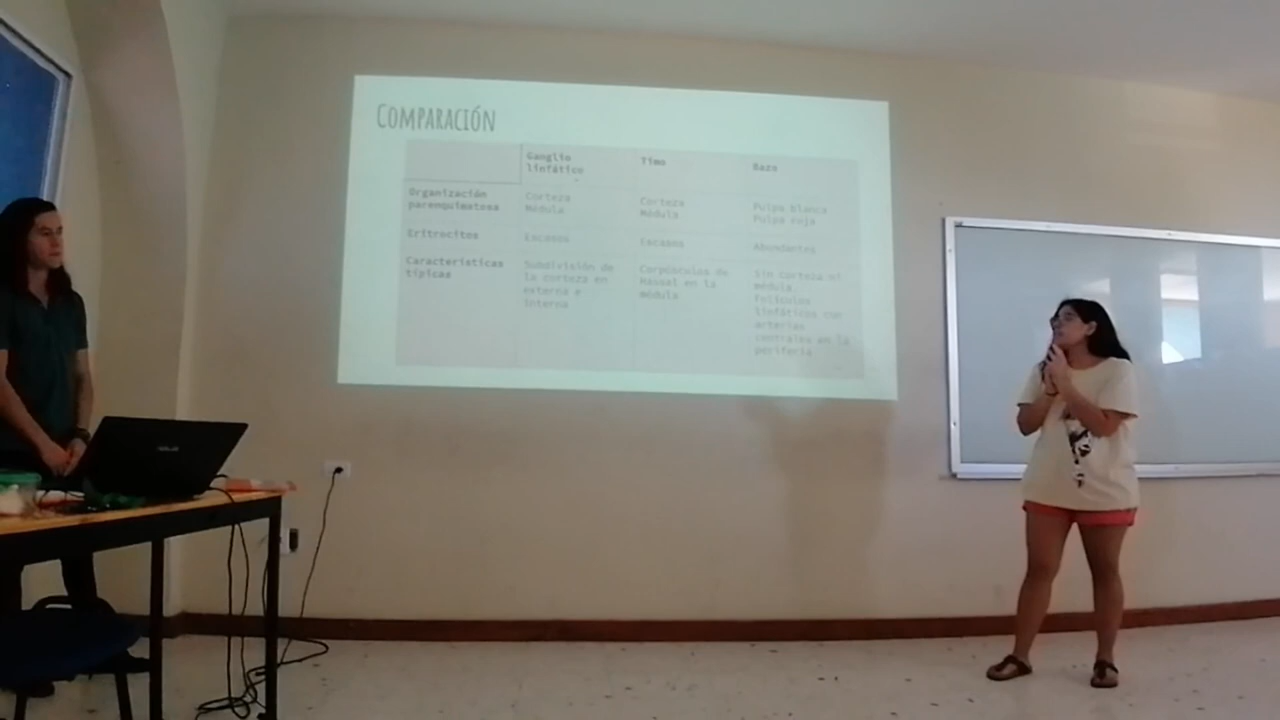 COMPARACIÓN
Ganglio
linfático
Timo
Bazo
Organización
parenquimatosa
Corteza
Médula
Corteza
Médula
Pulpa blanca
Pulpa roja
Eritrocitos
Escasos
Escasos
Abundantes
Características
típicas
Subdivisión de
la corteza en
externa e
interna
Corpúsculos de
Hassal en la
médula
Sin corteza ni
médula
Folículos
linfáticos con
arterias
centrales en la
periferia